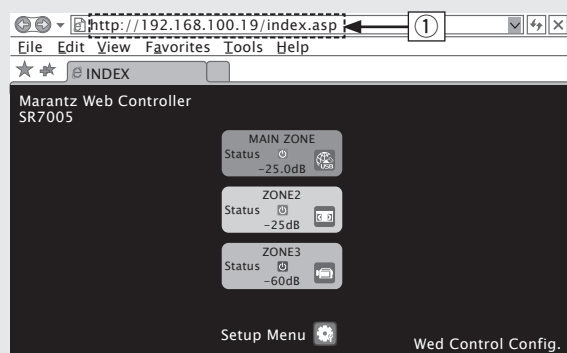 http://192.168.100.19/index.asp
1
File Edit View Favorites Tools Help
INDEX
Marantz Web Controller
SR7005
MAIN ZONE
Status
-25.0dB
USB
ZONE2
Status
-25dB
ZONE3
Status
-60dB
Setup Menu
Wed Control Config.